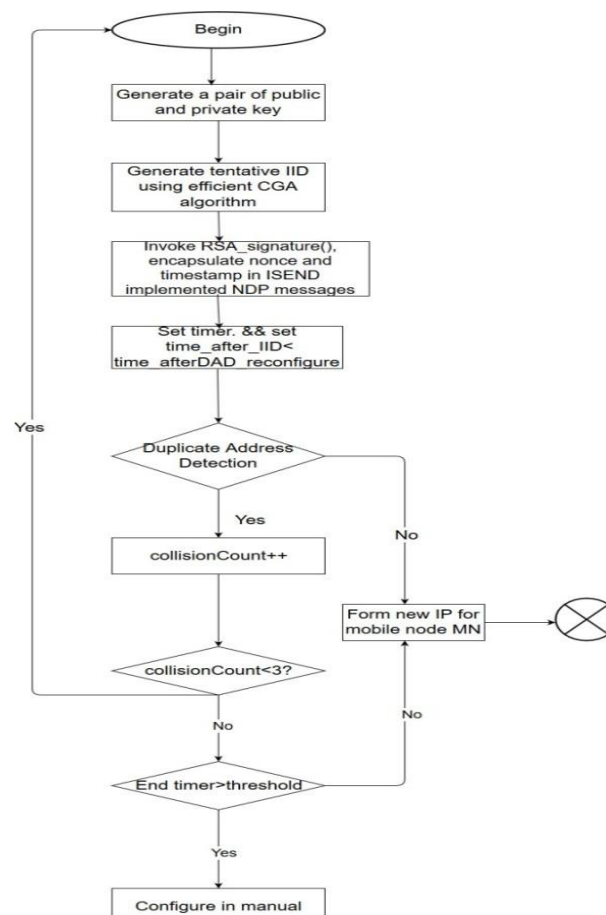 Begin
Generate a pair of public
and private key
Generate tentative IID
using efficient CGA
algorithm
Invoke RSA_signature(),
encapsulate nonce and
timestamp in ISEND
implemented NDP messages
Set timer. && set
time_after_IID<
time_afterDAD_reconfigure
Yes
Duplicate Address
Detection
Yes
No
collisionCount++
Form new IP for
mobile node MN
collisionCount<3?
No
No
End timer>threshold
Yes
Configure in manual